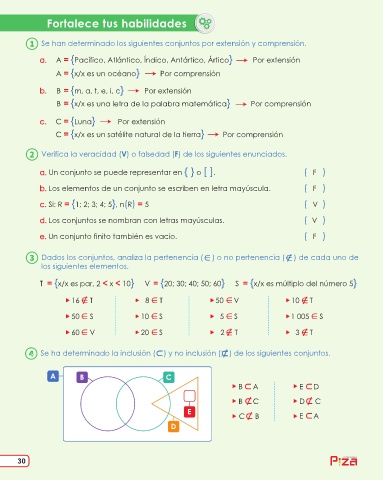 Fortalece tus habilidades
1 Se han determinado los siguientes conjuntos por extensión y comprensión.
a. A = {Pacífico, Atlántico, Índico, Antártico, Ártico} → Por extensión
A = {x/x es un océano} → Por comprensión
b. B = {m, a, t, e, i, c} → Por extensión
B = {x/x es una letra de la palabra matemática} → Por comprensión
c. C = {Luna} → Por extensión
C = {x/x es un satélite natural de la tierra} → Por comprensión
2 Verifica la veracidad (V) o falsedad (F) de los siguientes enunciados.
a. Un conjunto se puede representar en { } o [ ]. ( F )
b. Los elementos de un conjunto se escriben en letra mayúscula. ( F )
c. Si: R = {1; 2; 3; 4; 5}, n(R) = 5 ( V )
d. Los conjuntos se nombran con letras mayúsculas. ( V )
e. Un conjunto finito también es vacío. ( F )
3 Dados los conjuntos, analiza la pertenencia (∈) o no pertenencia (∉) de cada uno de
los siguientes elementos.
T = {x/x es par, 2 < x < 10} V = {20; 30; 40; 50; 60} S = {x/x es múltiplo del número 5}
▸ 16 ∉ T ▸ 8 ∈ T ▸ 50 ∈ V ▸ 10 ∉ T
▸ 50 ∈ S ▸ 10 ∈ S ▸ 5 ∈ S ▸ 1 005 ∈ S
▸ 60 ∈ V ▸ 20 ∈ S ▸ 2 ∉ T ▸ 3 ∉ T
4 Se ha determinado la inclusión (⊂) y no inclusión (⊄) de los siguientes conjuntos.
A B C
▸ B ⊂ A ▸ E ⊂ D
▸ B ⊄ C ▸ D ⊄ C
E
▸ C ⊄ B ▸ E ⊂ A
D
30
Piza